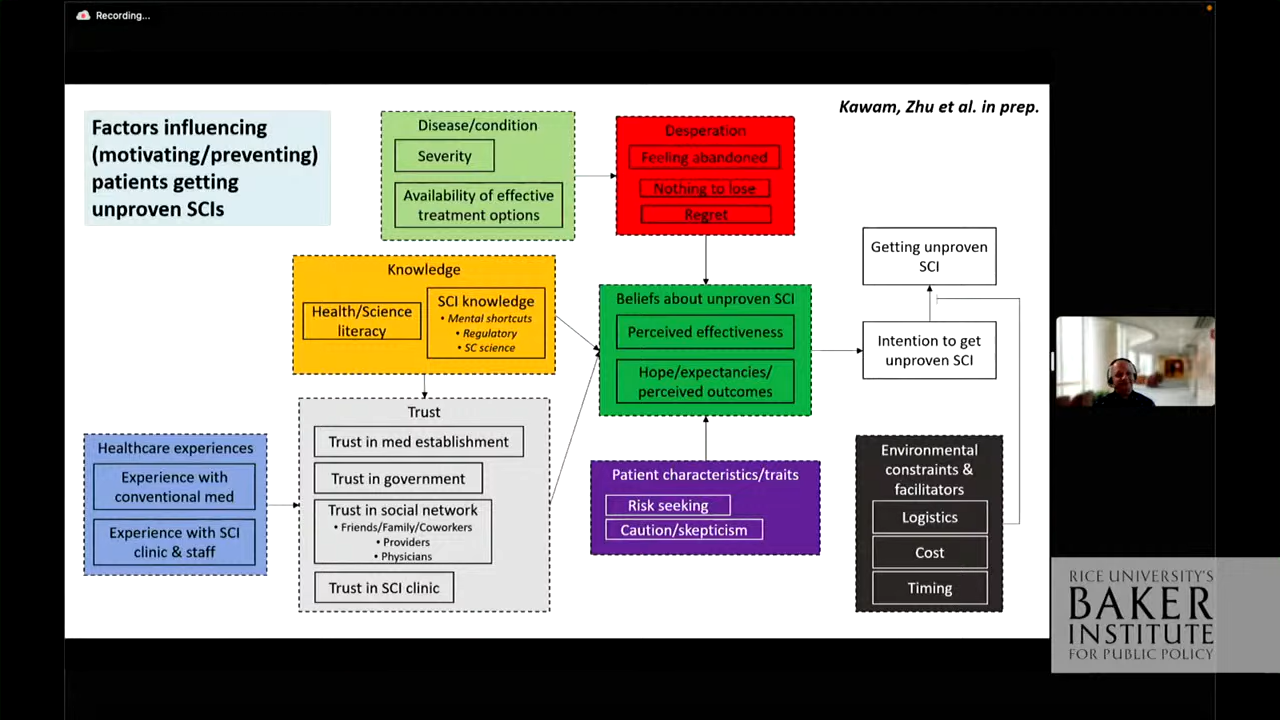 Recording...
Kawam, Zhu et al. in prep.
Factors influencing
(motivating/preventing)
patients getting
unproven SCIs
Disease/condition
Severity
Availability of effective
treatment options
Desperation
Feeling abandoned
Nothing to lose
Regret
Knowledge
Health/Science
literacy
SCI knowledge
• Mental shortcuts
• Regulatory
• SC science
Beliefs about unproven SCI
Perceived effectiveness
Hope/expectancies/
perceived outcomes
Getting unproven
SCI
Intention to get
unproven SCI
Healthcare experiences
Experience with
conventional med
Experience with SCI
clinic & staff
Trust
Trust in med establishment
Trust in government
Trust in social network
• Friends/Family/Coworkers
• Providers
• Physicians
Trust in SCI clinic
Patient characteristics/traits
Risk seeking
Caution/skepticism
Environmental
constraints &
facilitators
Logistics
Cost
Timing
RICE UNIVERSITY'S
BAKER
INSTITUTE
FOR PUBLIC POLICY